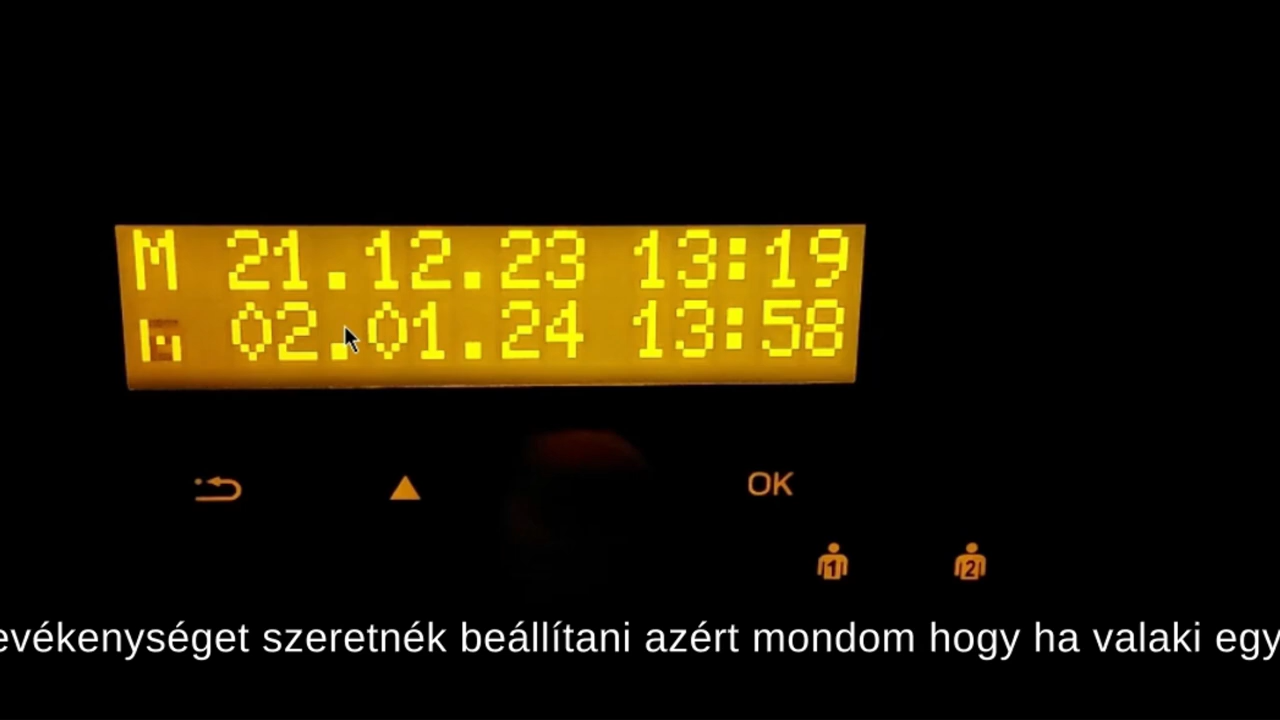 M 21.12.23 13:19
02.01.24 13:58
OK
1 2
evékenységet szeretnék beállítani azért mondom hogy ha valaki egy